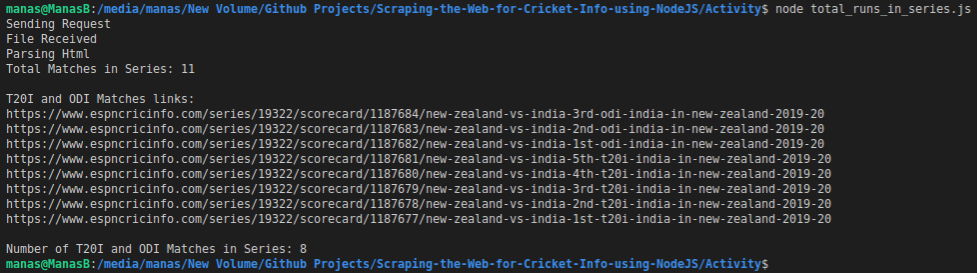 manas@ManasB:/media/manas/New Volume/Github Projects/Scraping-the-Web-for-Cricket-Info-using-NodeJS/Activity$ node total_runs_in_series.js
Sending Request
File Received
Parsing Html
Total Matches in Series: 11
T20I and ODI Matches links:
https://www.espncricinfo.com/series/19322/scorecard/1187684/new-zealand-vs-india-3rd-odi-india-in-new-zealand-2019-20
https://www.espncricinfo.com/series/19322/scorecard/1187683/new-zealand-vs-india-2nd-odi-india-in-new-zealand-2019-20
https://www.espncricinfo.com/series/19322/scorecard/1187682/new-zealand-vs-india-1st-odi-india-in-new-zealand-2019-20
https://www.espncricinfo.com/series/19322/scorecard/1187681/new-zealand-vs-india-5th-t20i-india-in-new-zealand-2019-20
https://www.espncricinfo.com/series/19322/scorecard/1187680/new-zealand-vs-india-4th-t20i-india-in-new-zealand-2019-20
https://www.espncricinfo.com/series/19322/scorecard/1187679/new-zealand-vs-india-3rd-t20i-india-in-new-zealand-2019-20
https://www.espncricinfo.com/series/19322/scorecard/1187678/new-zealand-vs-india-2nd-t20i-india-in-new-zealand-2019-20
https://www.espncricinfo.com/series/19322/scorecard/1187677/new-zealand-vs-india-1st-t20i-india-in-new-zealand-2019-20
Number of T20I and ODI Matches in Series: 8
manas@ManasB:/media/manas/New Volume/Github Projects/Scraping-the-Web-for-Cricket-Info-using-NodeJS/Activity$